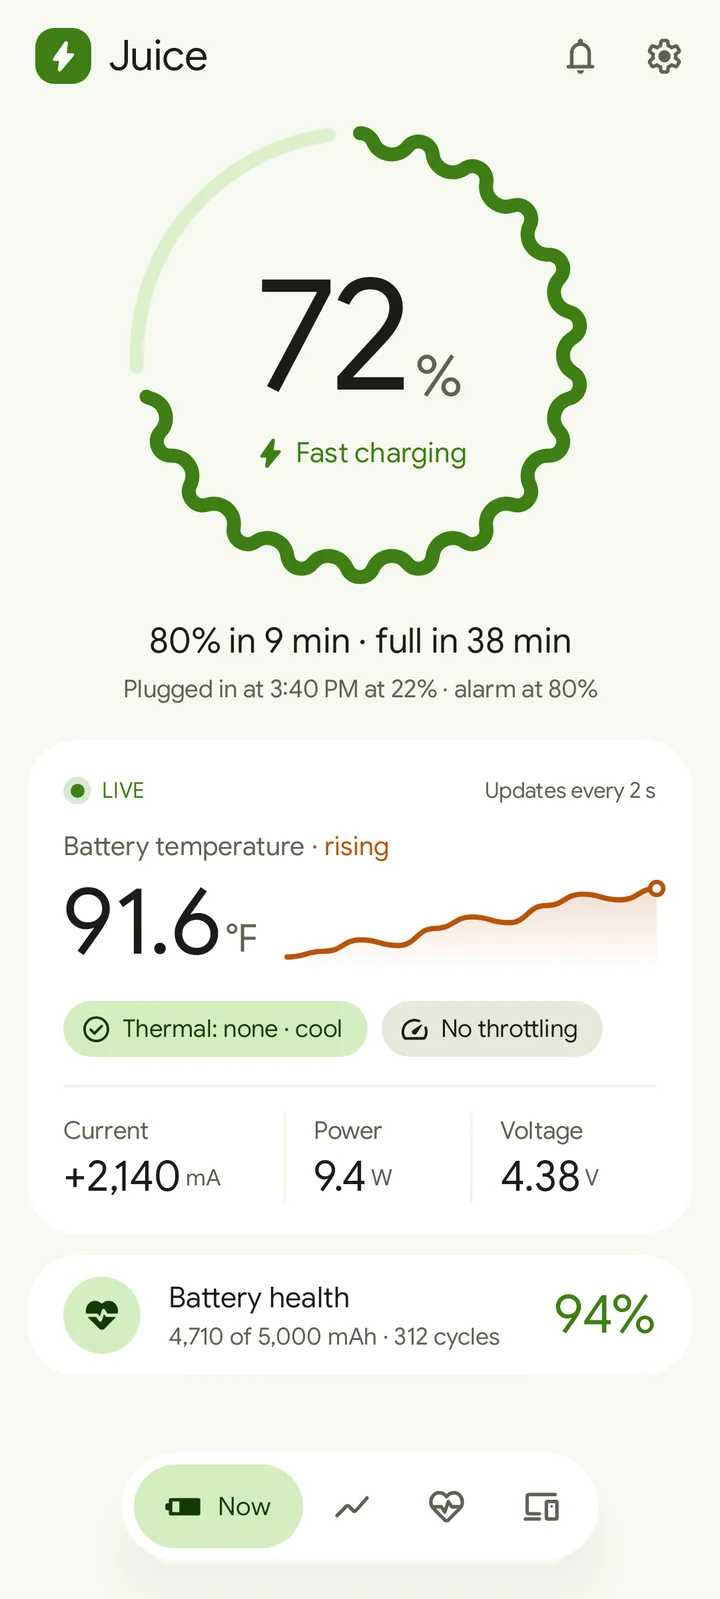 Juice
72%
Fast charging
80% in 9 min · full in 38 min
Plugged in at 3:40 PM at 22% · alarm at 80%
LIVE
Updates every 2 s
Battery temperature · rising
91.6 °F
Thermal: none · cool
No throttling
Current
Power
Voltage
+2,140 mA
9.4 W
4.38 V
Battery health
4,710 of 5,000 mAh · 312 cycles
94%
Now